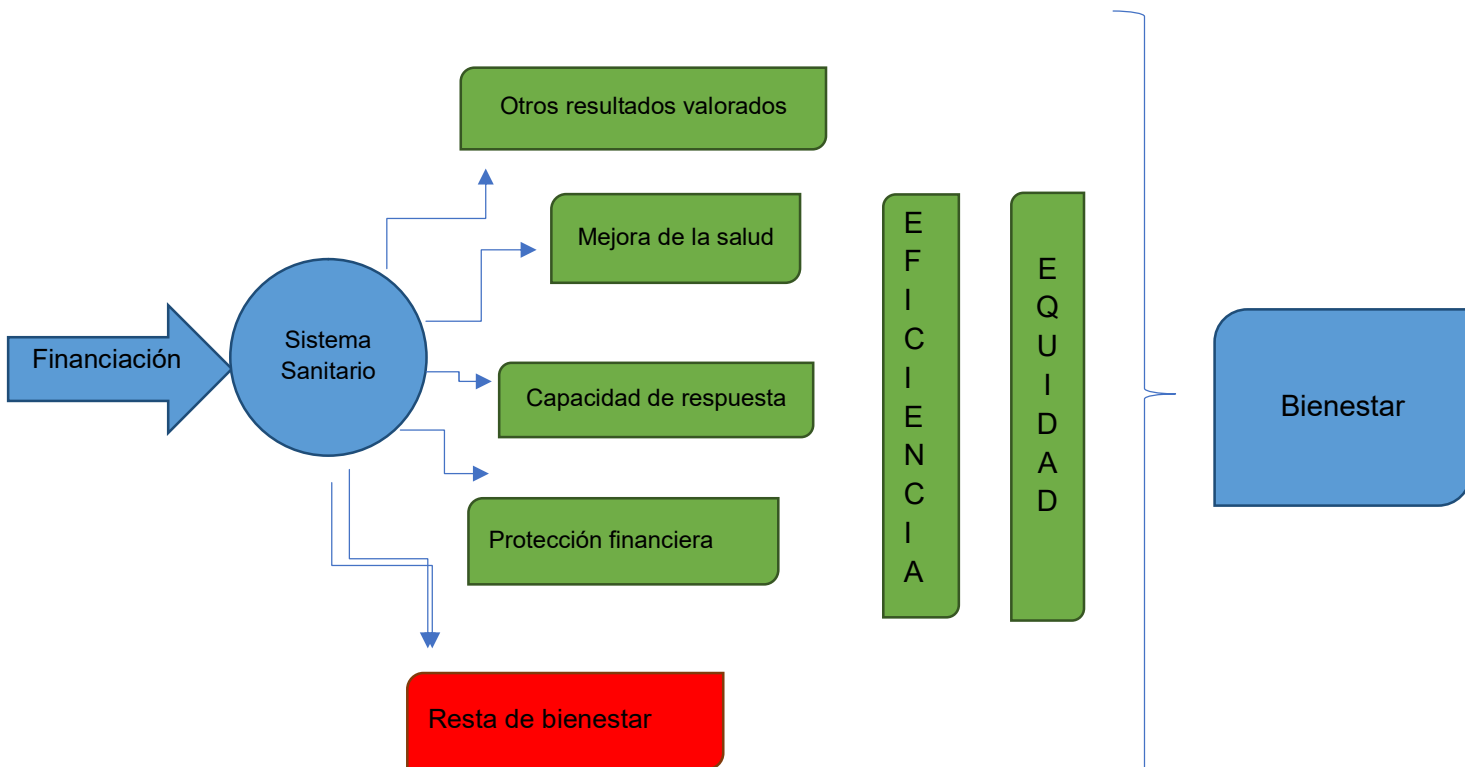 Otros resultados valorados
Mejora de la salud
Financiación
Sistema
Sanitario
Capacidad de respuesta
Protección financiera
Resta de bienestar
E
F
I
C
I
E
N
C
I
A
E
Q
U
I
D
A
D
Bienestar